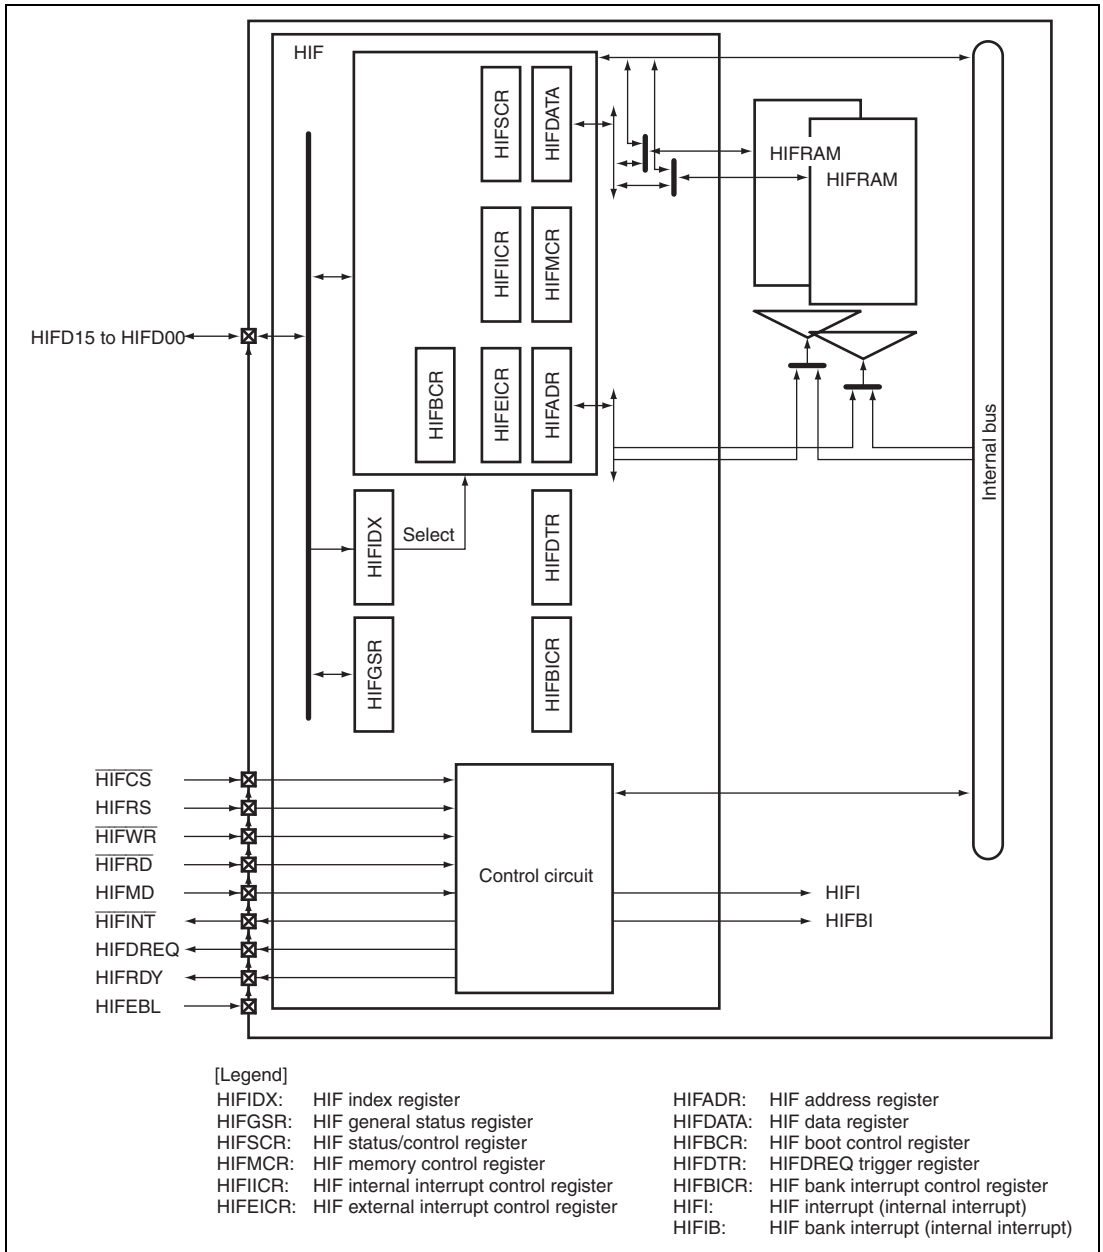 HIF
HIFSCR
HIFDATA
HIFRAM
HIFRAM
HIFIICR
HIFMCR
HIFD15 to HIFD00
HIFBCR
HIFEICR
HIFADR
Internal bus
HIFIDX
Select
HIFDTR
HIFGSR
HIFBICR
HIFCS
HIFRS
HIFWR
HIFRD
HIFMD
HIFINT
HIFDREQ
HIFRDY
HIFEBL
Control circuit
HIFI
HIFBI
[Legend]
HIFIDX: HIF index register
HIFGSR: HIF general status register
HIFSCR: HIF status/control register
HIFMCR: HIF memory control register
HIFIICR: HIF internal interrupt control register
HIFEICR: HIF external interrupt control register
HIFADR: HIF address register
HIFDATA: HIF data register
HIFBCR: HIF boot control register
HIFDTR: HIFDREQ trigger register
HIFBICR: HIF bank interrupt control register
HIFI: HIF interrupt (internal interrupt)
HIFIB: HIF bank interrupt (internal interrupt)